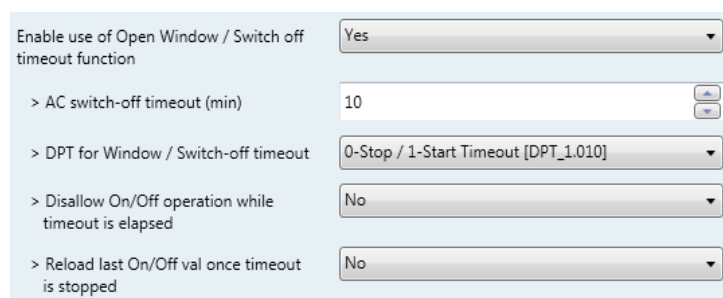 Enable use of Open Window / Switch off
timeout function
Yes
> AC switch-off timeout (min)
10
> DPT for Window / Switch-off timeout
0-Stop / 1-Start Timeout [DPT_1.010]
> Disallow On/Off operation while
timeout is elapsed
No
> Reload last On/Off val once timeout
is stopped
No